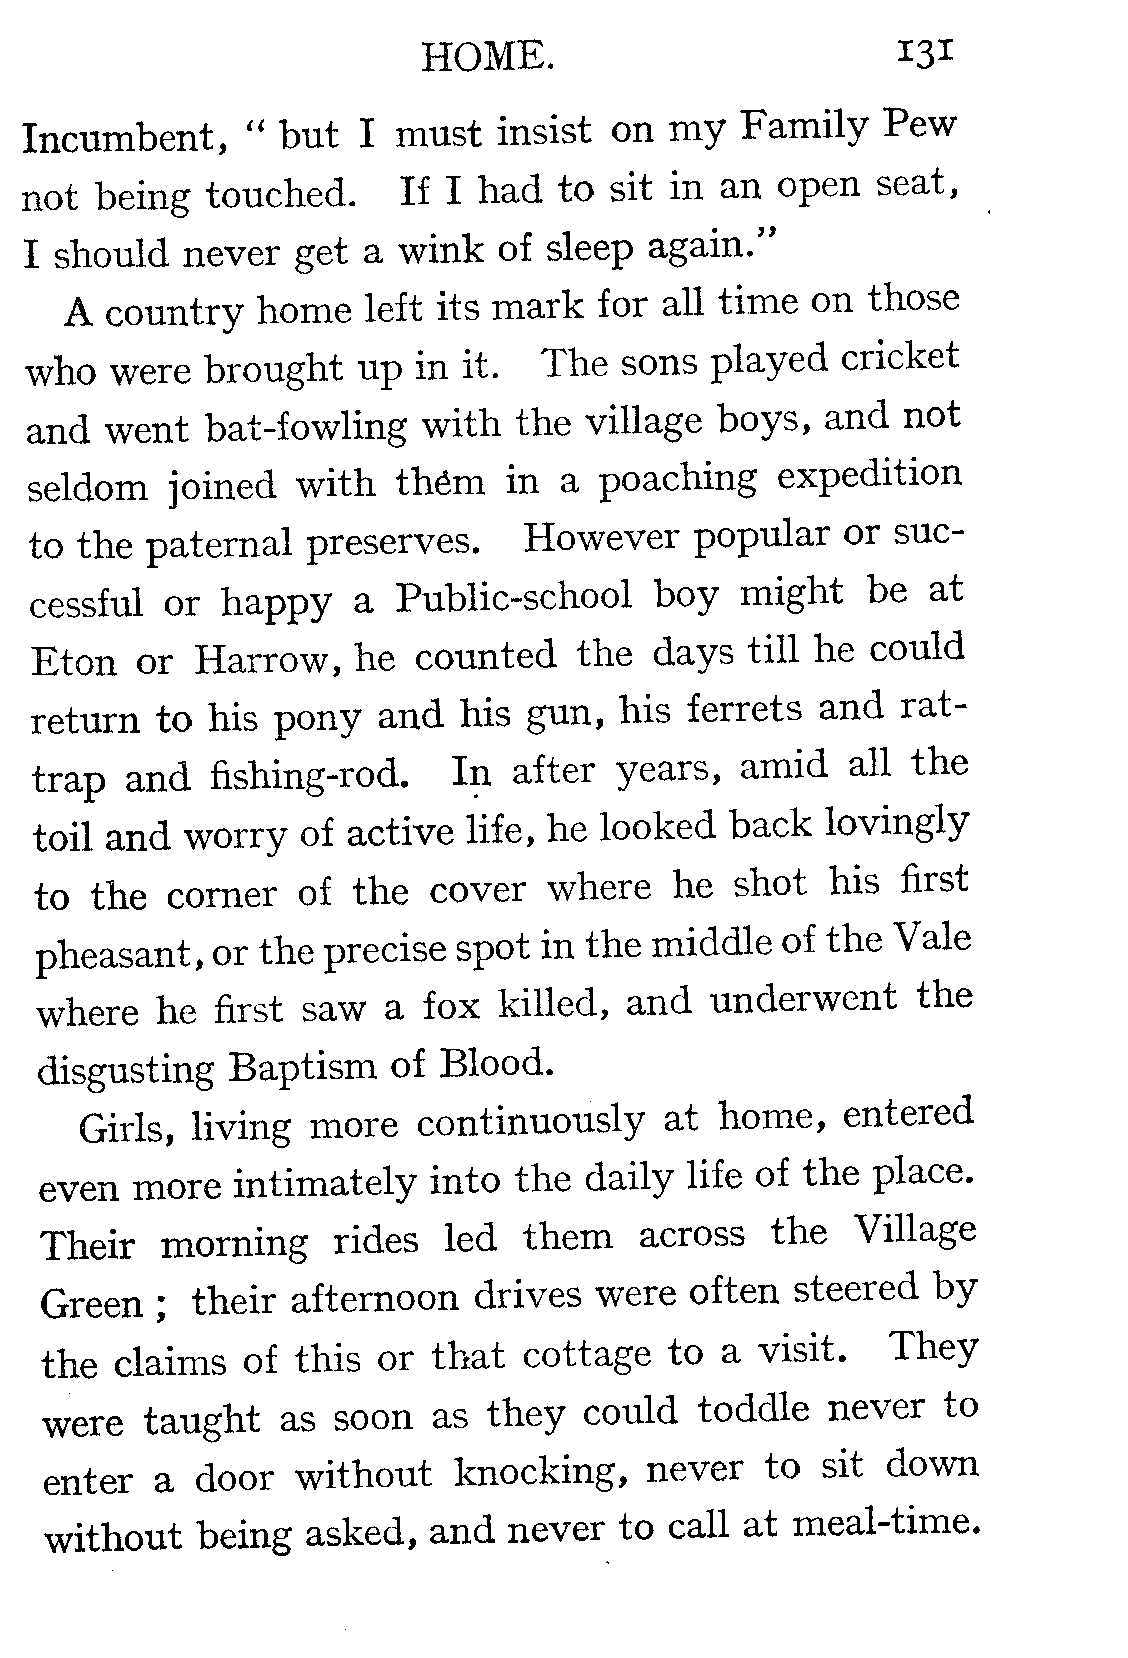 HOME. 131
Incumbent, " but I must insist on my Family Pew
not being touched. If I had to sit in an open seat,
I should never get a wink of sleep again."
A country home left its mark for all time on those
who were brought up in it. The sons played cricket
and went bat-fowling with the village boys, and not
seldom joined with them in a poaching expedition
to the paternal preserves. However popular or suc-
cessful or happy a Public-school boy might be at
Eton or Harrow, he counted the days till he could
return to his pony and his gun, his ferrets and rat-
trap and fishing-rod. In after years, amid all the
toil and worry of active life, he looked back lovingly
to the corner of the cover where he shot his first
pheasant, or the precise spot in the middle of the Vale
where he first saw a fox killed, and underwent the
disgusting Baptism of Blood.
Girls, living more continuously at home, entered
even more intimately into the daily life of the place.
Their morning rides led them across the Village
Green ; their afternoon drives were often steered by
the claims of this or that cottage to a visit. They
were taught as soon as they could toddle never to
enter a door without knocking, never to sit down
without being asked, and never to call at meal-time.